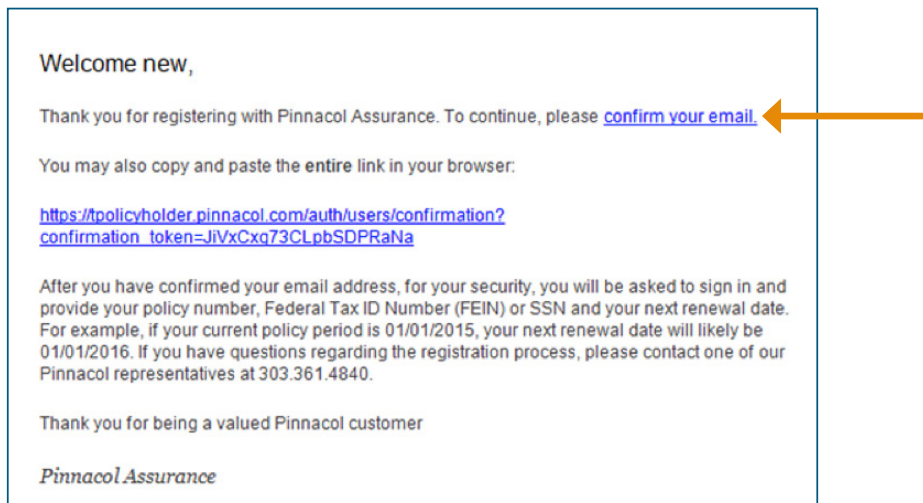 Welcome new,
Thank you for registering with Pinnacol Assurance. To continue, please confirm your email.
You may also copy and paste the entire link in your browser:
https://tpolicyholder.pinnacol.com/auth/users/confirmation?
confirmation_token=JiVxCxq73CLpbSDPRaNa
After you have confirmed your email address, for your security, you will be asked to sign in and
provide your policy number, Federal Tax ID Number (FEIN) or SSN and your next renewal date.
For example, if your current policy period is 01/01/2015, your next renewal date will likely be
01/01/2016. If you have questions regarding the registration process, please contact one of our
Pinnacol representatives at 303.361.4840.
Thank you for being a valued Pinnacol customer
Pinnacol Assurance